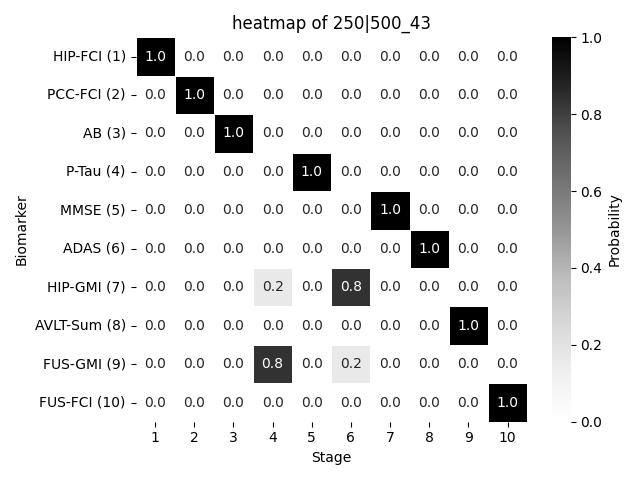 heatmap of 250|500_43
HIP-FCI (1) 1.0 0.0 0.0 0.0 0.0 0.0 0.0 0.0 0.0 0.0
PCC-FCI (2) 0.0 1.0 0.0 0.0 0.0 0.0 0.0 0.0 0.0 0.0
AB (3) 0.0 0.0 1.0 0.0 0.0 0.0 0.0 0.0 0.0 0.0
P-Tau (4) 0.0 0.0 0.0 0.0 1.0 0.0 0.0 0.0 0.0 0.0
MMSE (5) 0.0 0.0 0.0 0.0 0.0 0.0 1.0 0.0 0.0 0.0
ADAS (6) 0.0 0.0 0.0 0.0 0.0 0.0 0.0 1.0 0.0 0.0
HIP-GMI (7) 0.0 0.0 0.0 0.2 0.0 0.8 0.0 0.0 0.0 0.0
AVLT-Sum (8) 0.0 0.0 0.0 0.0 0.0 0.0 0.0 0.0 1.0 0.0
FUS-GMI (9) 0.0 0.0 0.0 0.8 0.0 0.2 0.0 0.0 0.0 0.0
FUS-FCI (10) 0.0 0.0 0.0 0.0 0.0 0.0 0.0 0.0 0.0 1.0
1 2 3 4 5 6 7 8 9 10
Stage
Biomarker
1.0
0.8
0.6
0.4
0.2
0.0
Probability